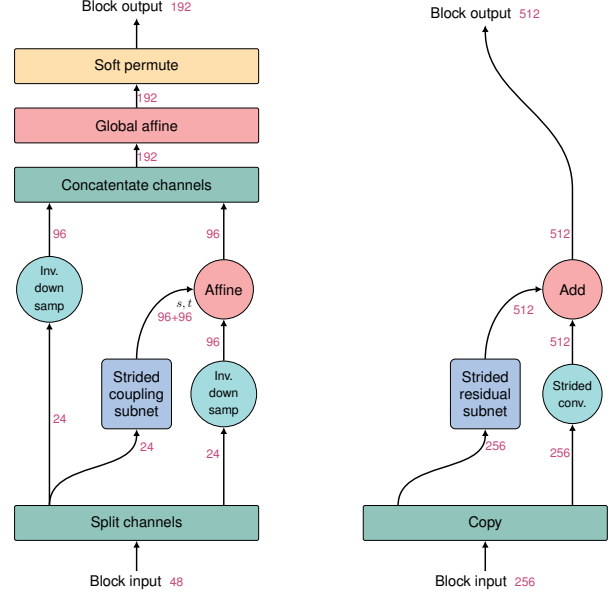 Block output 192
Soft permute
192
Global affine
192
Concatentate channels
96
96
Inv.
down
samp
Affine
s, t
96+96
96
Strided
coupling
subnet
Inv.
down
samp
24
24
24
Split channels
Block input 48
Block output 512
512
Add
512
512
Strided
residual
subnet
Strided
conv.
256
256
Copy
Block input 256